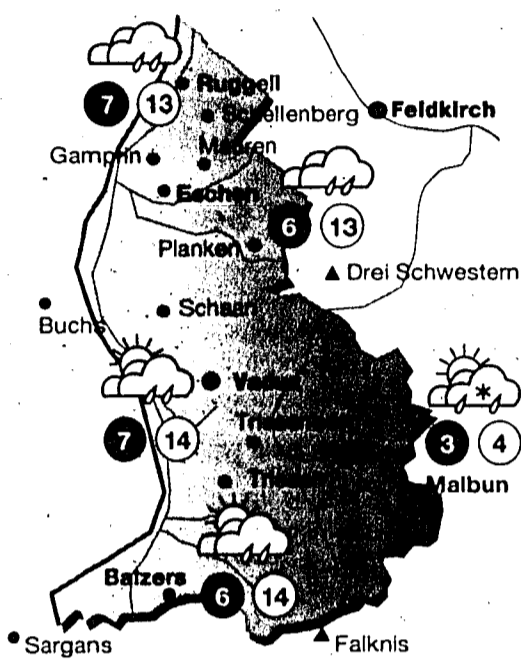 Ruggell
7 13
Schellenberg
Feldkirch
Mauren
Gamprin
Eschen
6 13
Planken
Drei Schwestern
Schaan
Buchs
Vaduz
7 14
3 4
Malbun
Balzers
6 14
Sargans
Falknis